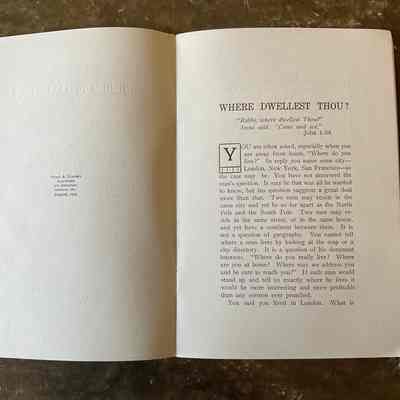 WHERE DWELLEST THOU?
"Rabbi, where dwellest Thou?"
Jesus said: "Come and see."
John 1:38
YOU are often asked, especially when you
are away from home, "Where do you
live?" In reply you name some city—
London, New York, San Francisco—as
the case may be. You have not answered the
man's question. It may be that was all he wanted
to know, but his question suggests a great deal
more than that. Two men may reside in the
same city and yet be so far apart as the North
Pole and the South Pole. Two men may re-
side in the same street, or in the same house,
and yet have a continent between them. It is
not a question of geography. You cannot tell
where a man lives by looking at the map or a
city directory. It is a question of his dominant
interests. "Where do you really live? Where
are you at home? Where may we address you
and be sure to reach you?" If each man would
stand up and tell us exactly where he lives it
would be more interesting and more profitable
than any sermon ever preached.
You said you lived in London. What is